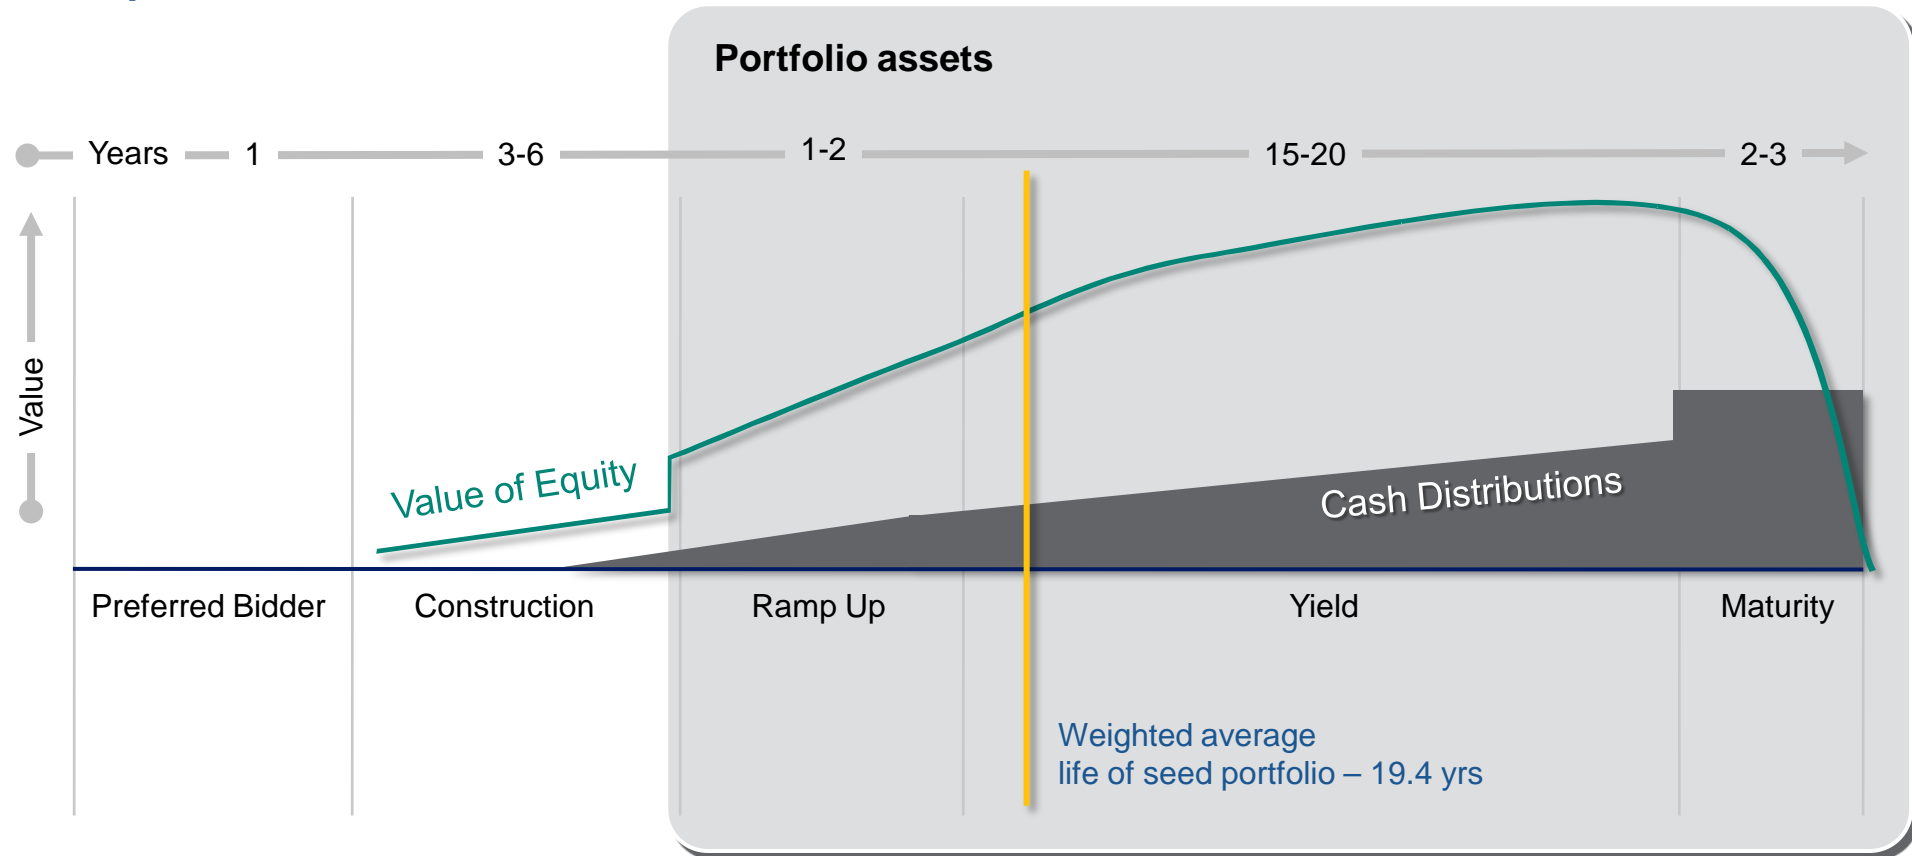 Portfolio assets
Years 1 3-6 1-2 15-20 2-3
Value
Value of Equity
Cash Distributions
Preferred Bidder Construction Ramp Up Yield Maturity
Weighted average
life of seed portfolio – 19.4 yrs